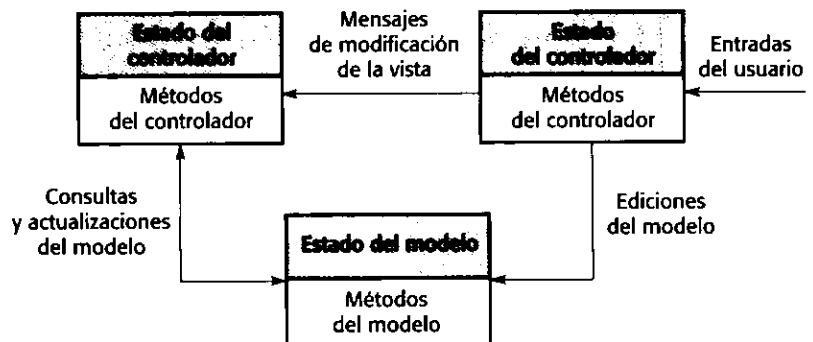 Estado del
controlador
Métodos
del controlador
Mensajes
de modificación
de la vista
Estado
del controlador
Métodos
del controlador
Entradas
del usuario
Consultas
y actualizaciones
del modelo
Estado del modelo
Métodos
del modelo
Ediciones
del modelo